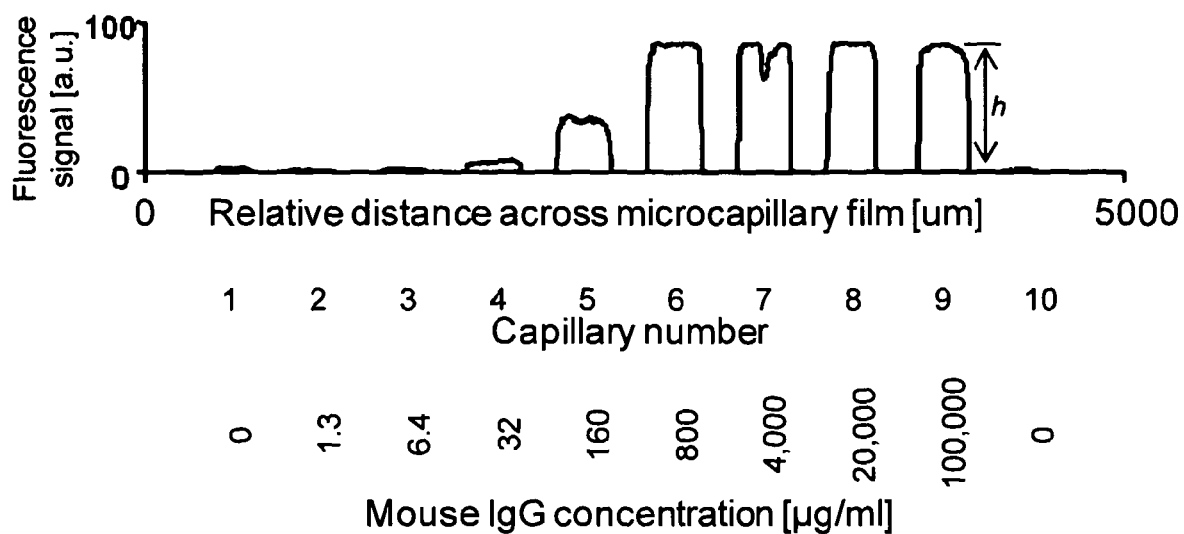 Fluorescence
signal [a.u.]
100
0
h
0 Relative distance across microcapillary film [um] 5000
1 2 3 4 5 6 7 8 9 10
Capillary number
0 1.3 6.4 32 160 800 4,000 20,000 100,000 0
Mouse IgG concentration [µg/ml]